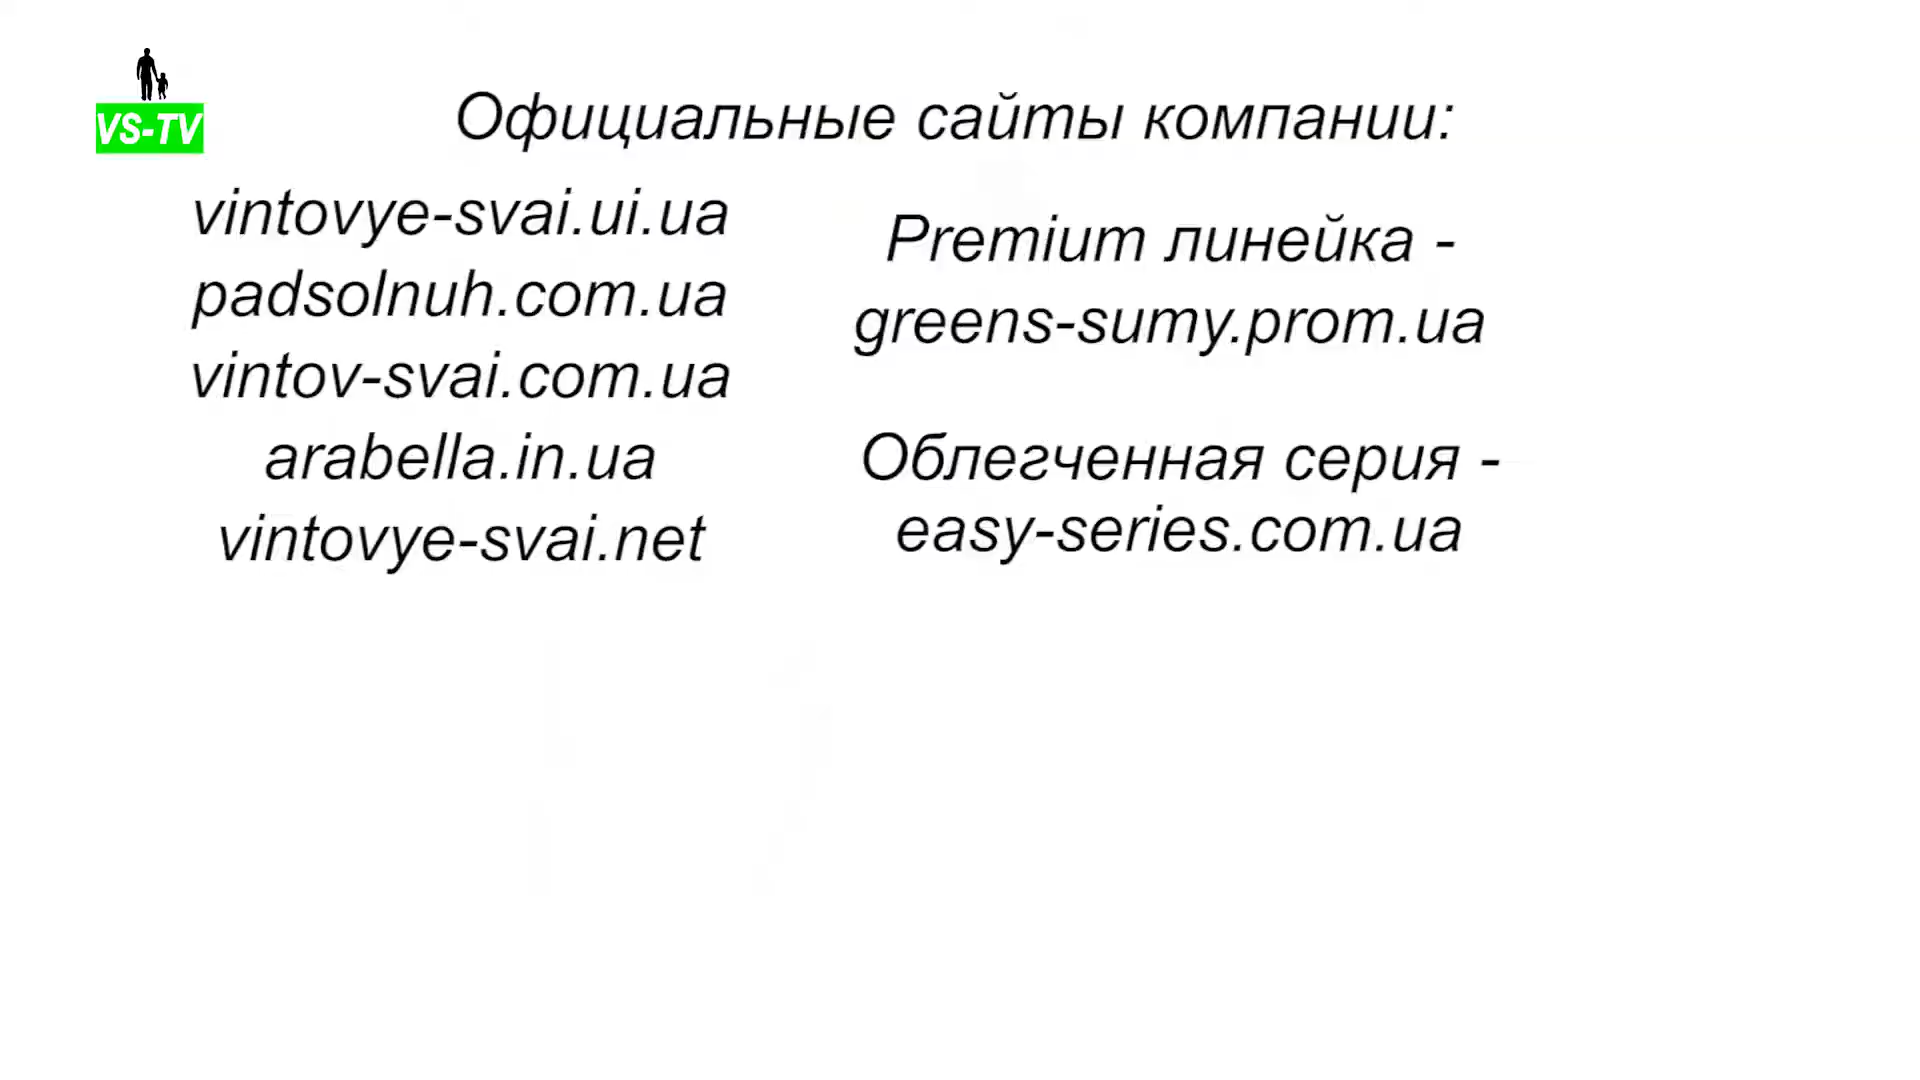 VS-TV
Официальные сайты компании:
vintovye-svai.ui.ua
padsolnuh.com.ua
vintov-svai.com.ua
arabella.in.ua
vintovye-svai.net
Premium линейка -
greens-sumy.prom.ua
Облегченная серия -
easy-series.com.ua